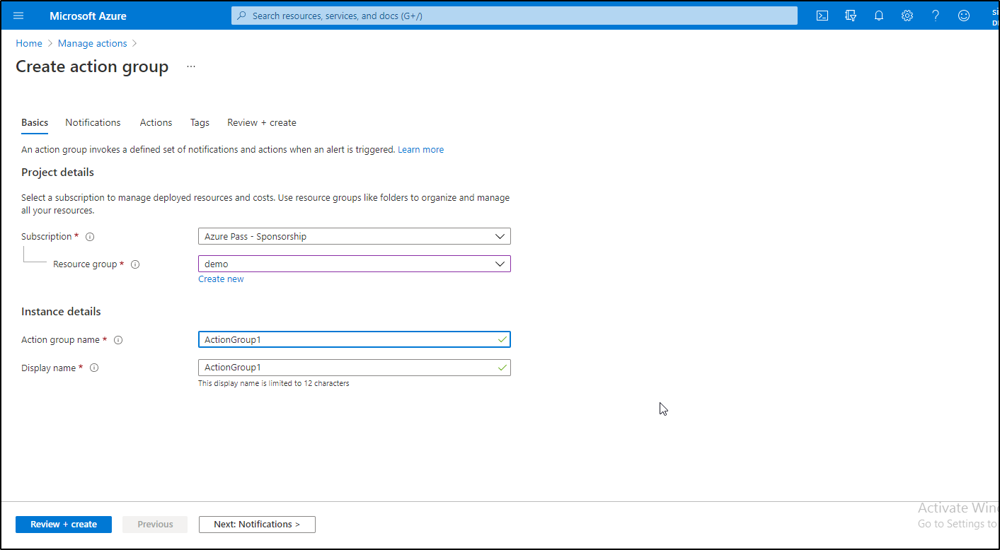 Microsoft Azure
Search resources, services, and docs (G+/)
Home > Manage actions >
Create action group ...
Basics Notifications Actions Tags Review + create
An action group invokes a defined set of notifications and actions when an alert is triggered. Learn more
Project details
Select a subscription to manage deployed resources and costs. Use resource groups like folders to organize and manage
all your resources.
Subscription * Azure Pass - Sponsorship
Resource group * demo
Create new
Instance details
Action group name * ActionGroup1
Display name * ActionGroup1
This display name is limited to 12 characters
Review + create Previous Next: Notifications >
Activate Win
Go to Settings to